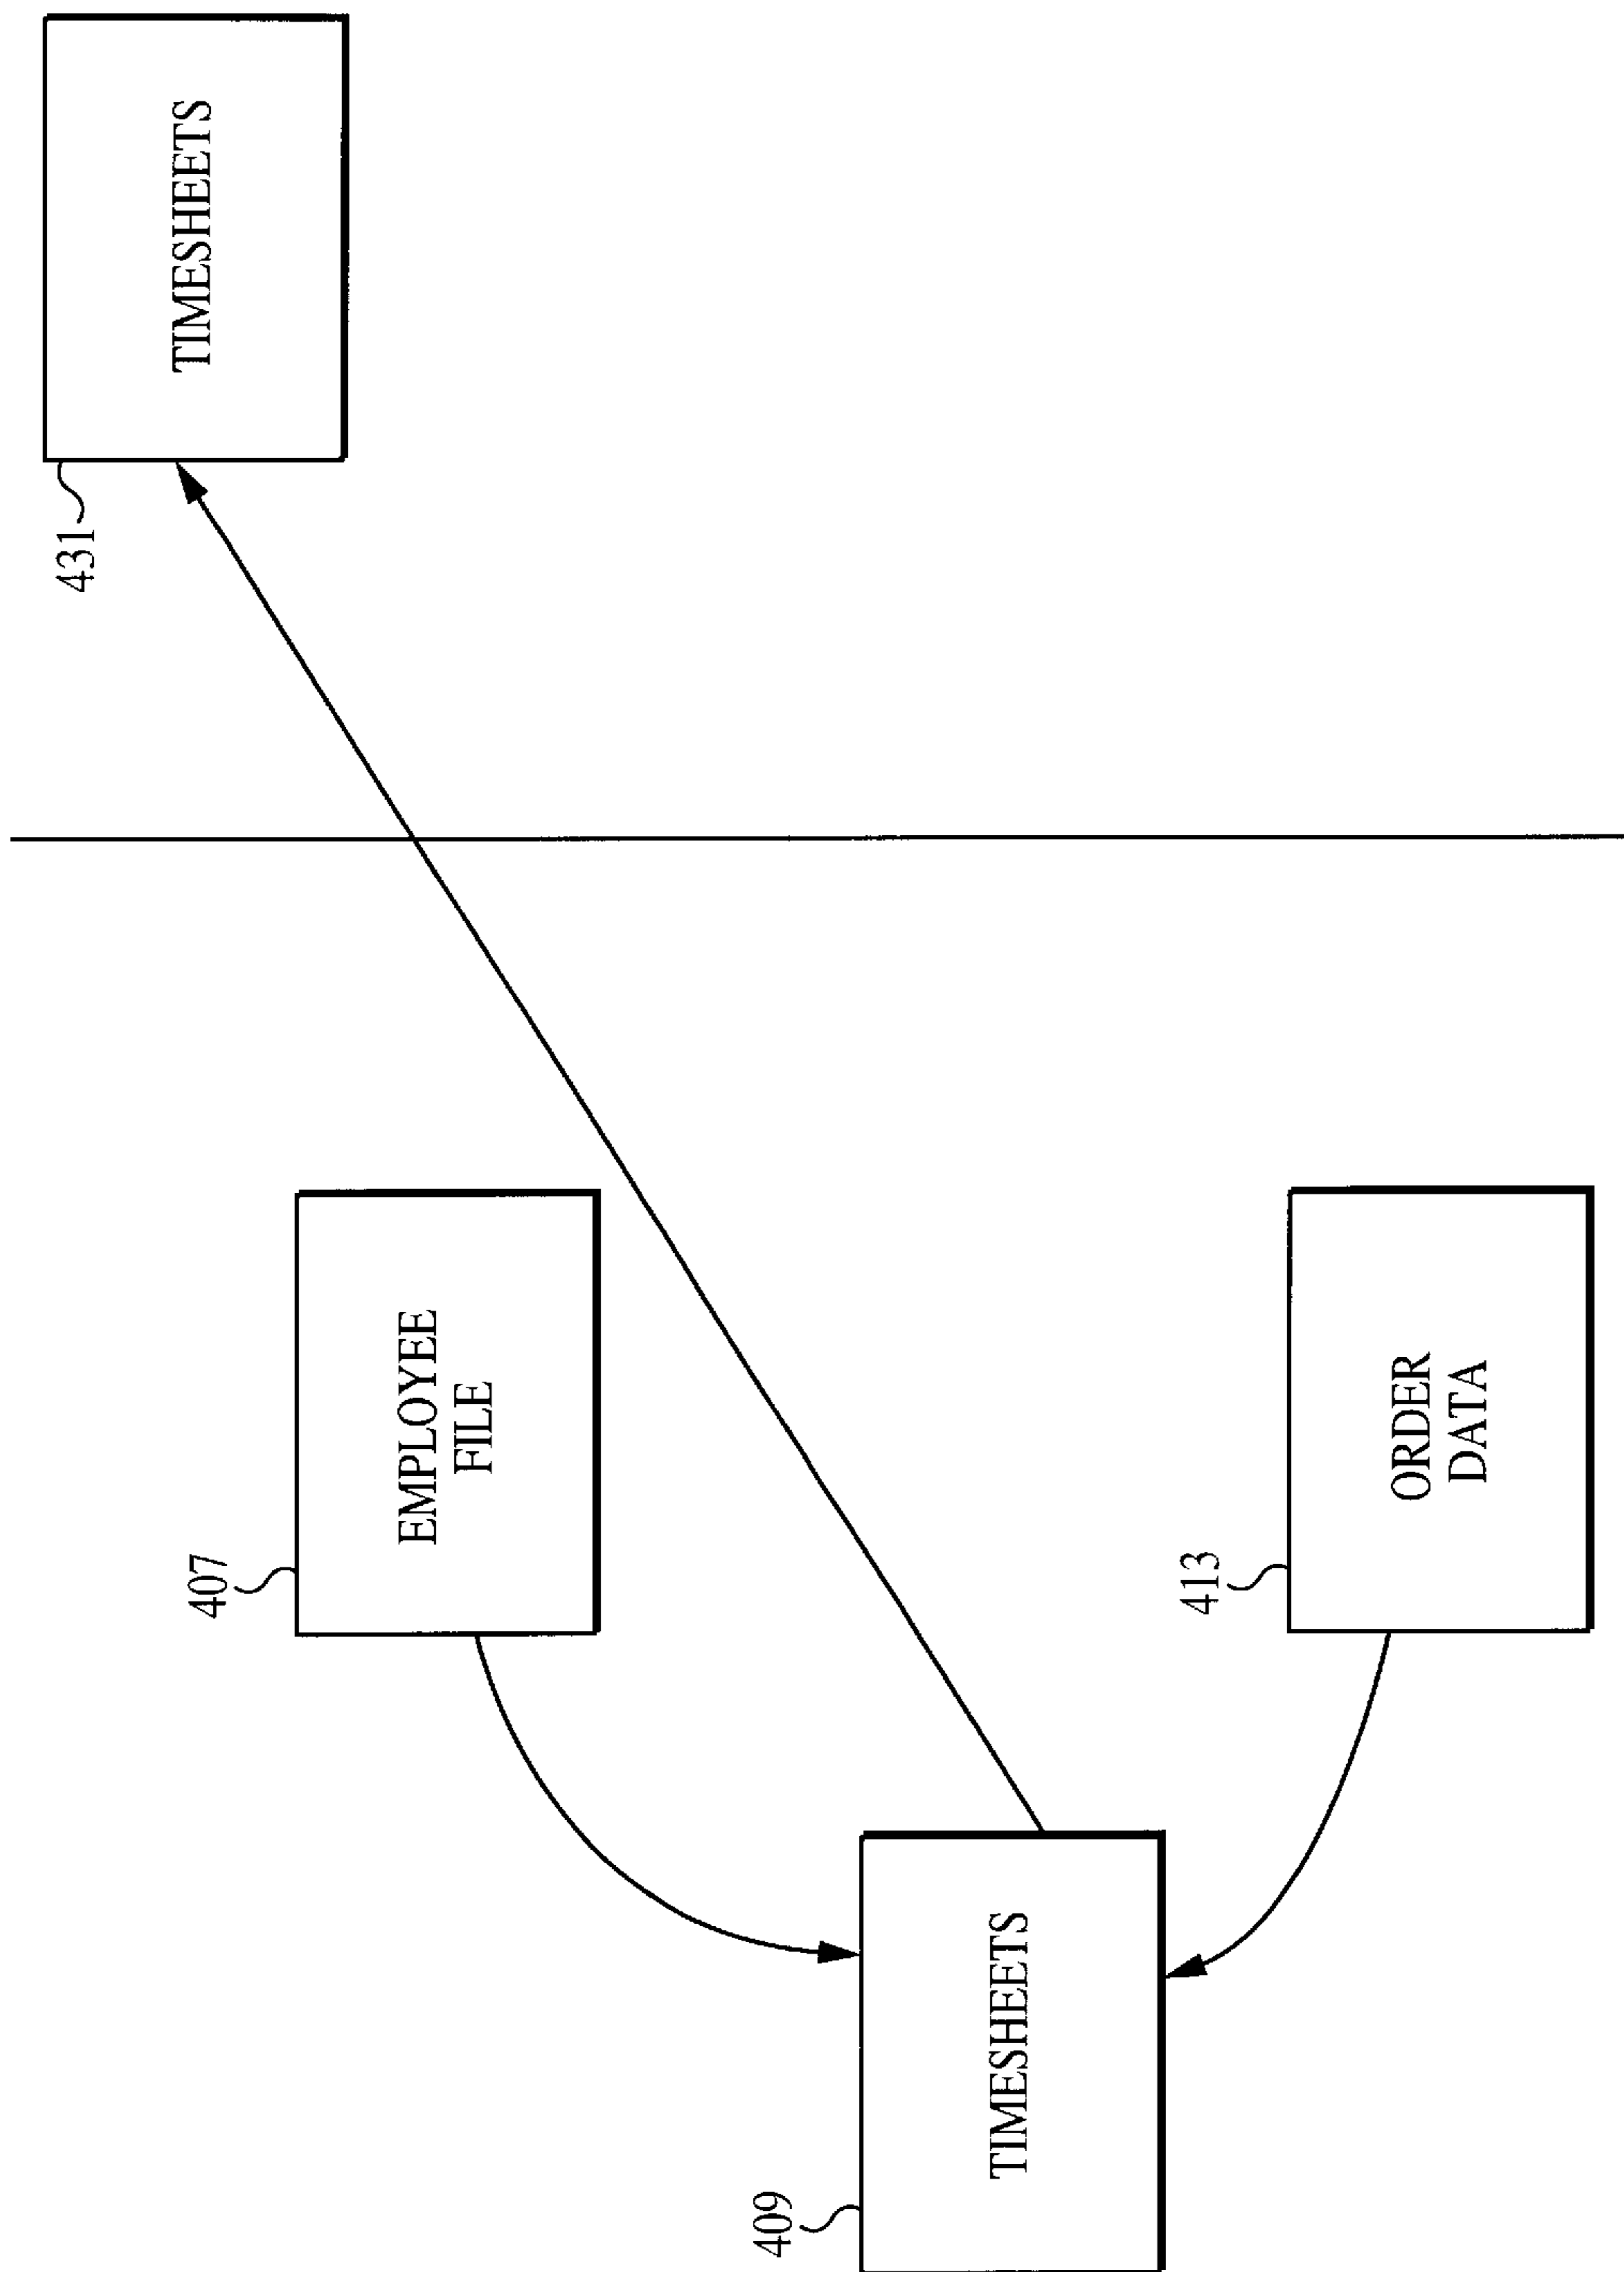 431
TIMESHEETS
407
EMPLOYEE
FILE
413
ORDER
DATA
409
TIMESHEETS